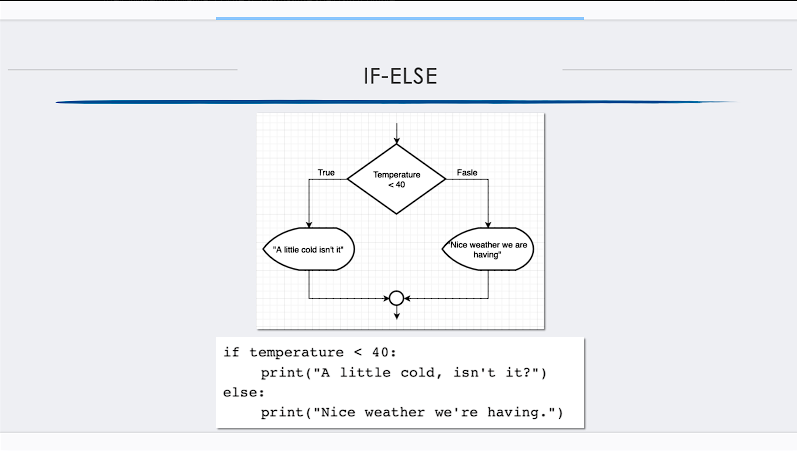 IF-ELSE
Temperature
< 40
True
Fasle
"A little cold isn't it"
"Nice weather we are
having"
if temperature < 40:
    print("A little cold, isn't it?")
else:
    print("Nice weather we're having.")